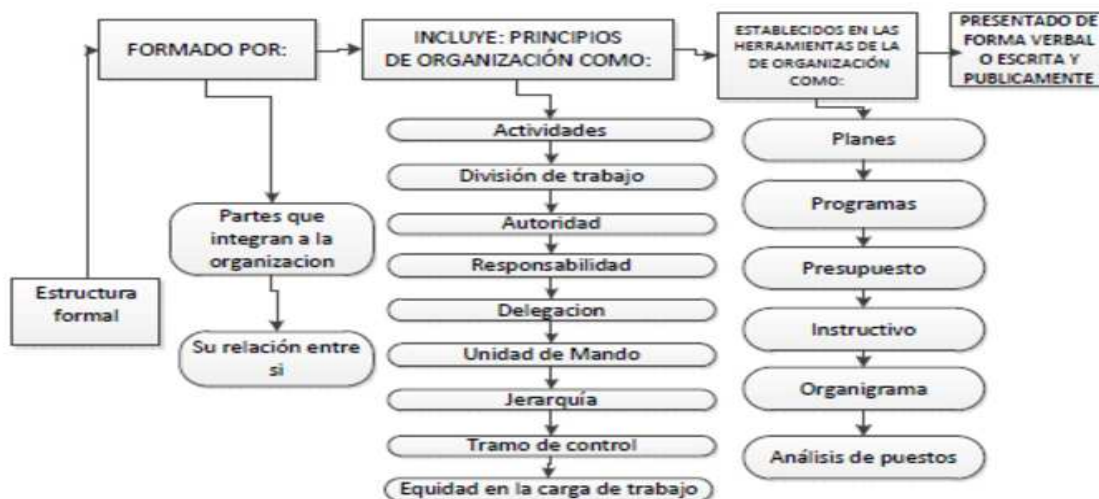 Estructura
formal
FORMADO POR:
Partes que
integran a la
organizacion
Su relación entre
si
INCLUYE: PRINCIPIOS
DE ORGANIZACIÓN COMO:
Actividades
División de trabajo
Autoridad
Responsabilidad
Delegacion
Unidad de Mando
Jerarquía
Tramo de control
Equidad en la carga de trabajo
ESTABLECIDOS EN LAS
HERRAMIENTAS DE LA
DE ORGANIZACIÓN
COMO:
Planes
Programas
Presupuesto
Instructivo
Organigrama
Análisis de puestos
PRESENTADO DE
FORMA VERBAL
O ESCRITA Y
PUBLICAMENTE